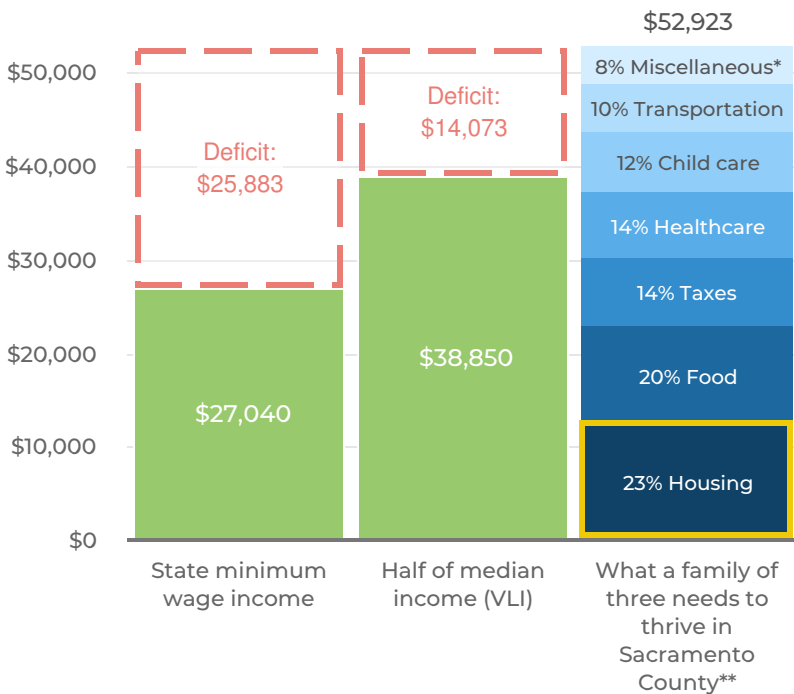 $52,923
$50,000
$40,000
$30,000
$20,000
$10,000
$0
Deficit:
$25,883
$27,040
Deficit:
$14,073
$38,850
8% Miscellaneous*
10% Transportation
12% Child care
14% Healthcare
14% Taxes
20% Food
23% Housing
State minimum
wage income
Half of median
income (VLI)
What a family of
three needs to
thrive in
Sacramento
County**